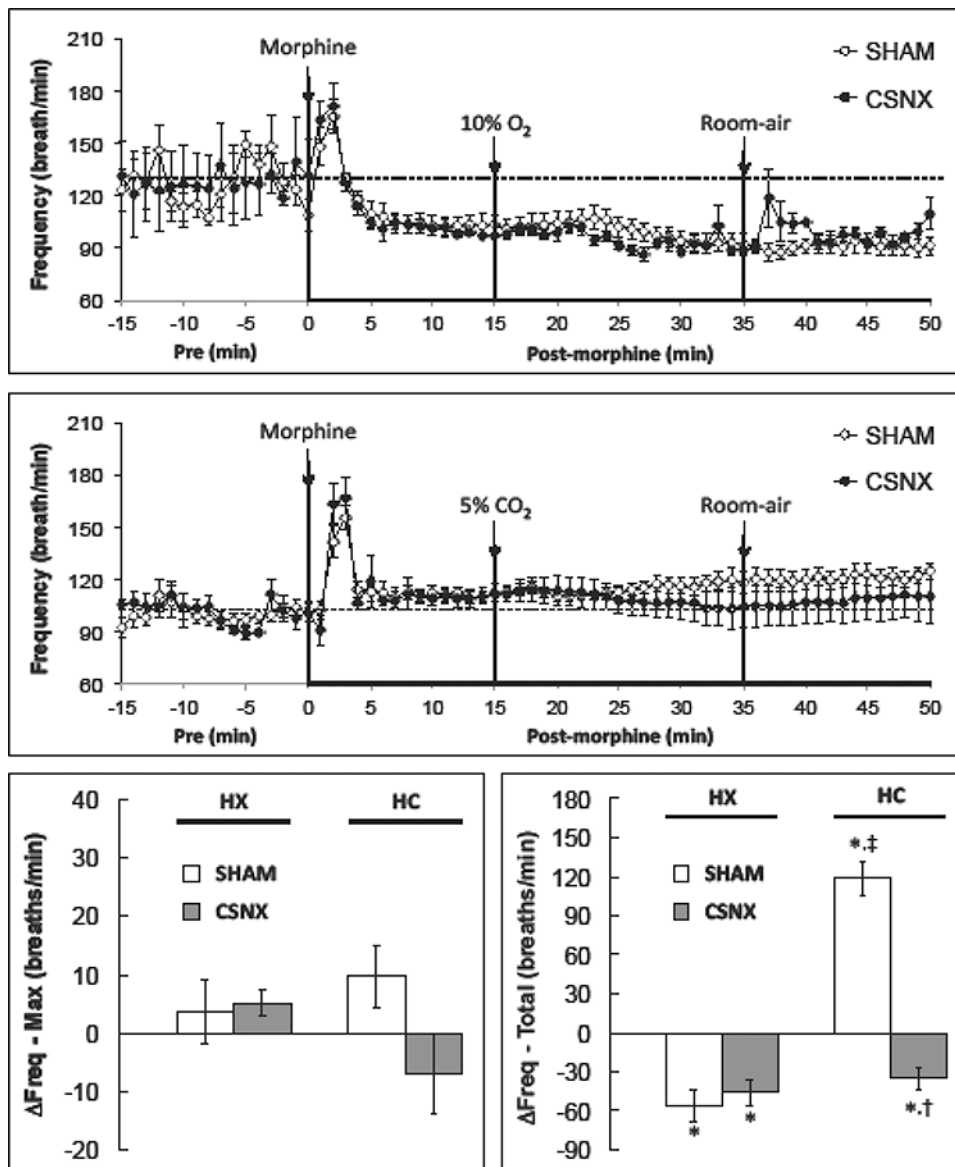 Morphine
SHAM
CSNX
10% O₂
Room-air
Frequency (breath/min)
210
180
150
120
90
60
-15 -10 -5 0 5 10 15 20 25 30 35 40 45 50
Pre (min) Post-morphine (min)
Morphine
SHAM
CSNX
5% CO₂
Room-air
Frequency (breath/min)
210
180
150
120
90
60
-15 -10 -5 0 5 10 15 20 25 30 35 40 45 50
Pre (min) Post-morphine (min)
ΔFreq - Max (breaths/min)
40
30
20
10
0
-10
-20
HX HC
SHAM
CSNX
ΔFreq - Total (breaths/min)
180
150
120
90
60
30
0
-30
-60
-90
HX HC
*,‡
SHAM
CSNX
* *
*,†